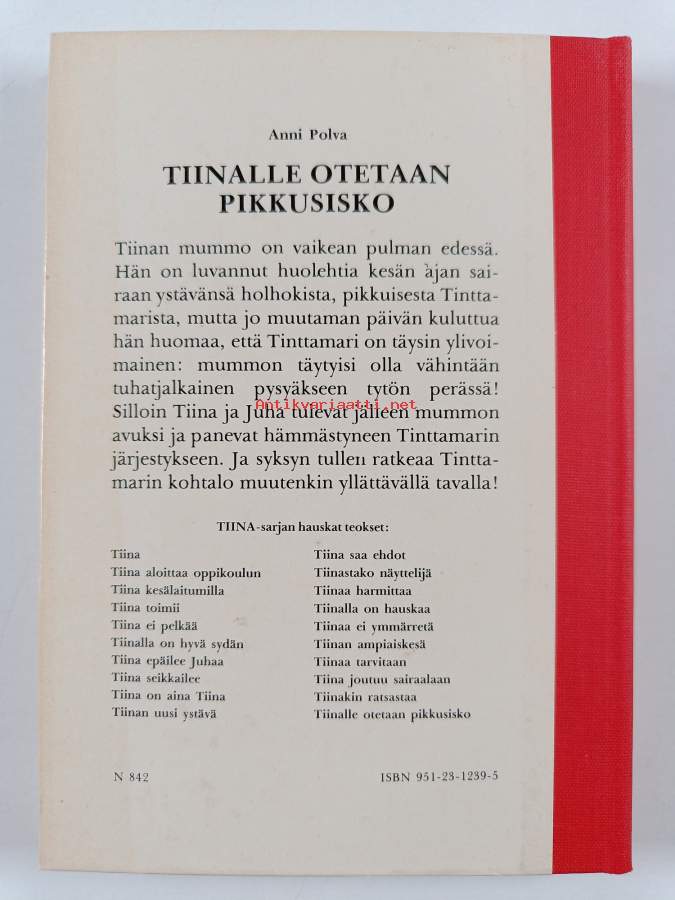 Anni Polva
TIINALLE OTETAAN
PIKKUSISKO
Tiinan mummo on vaikean pulman edessä.
Hän on luvannut huolehtia kesän ajan sai-
raan ystävänsä holhokista, pikkuisesta Tintta-
marista, mutta jo muutaman päivän kuluttua
hän huomaa, että Tinttamari on täysin ylivoi-
mainen: mummon täytyisi olla vähintään
tuhatjalkainen pysyäkseen tytön perässä!
Silloin Tiina ja Juha tulevat jälleen mummon
Antikvariaatti.net
avuksi ja panevat hämmästyneen Tinttamarin
järjestykseen. Ja syksyn tullen ratkeaa Tintta-
marin kohtalo muutenkin yllättävällä tavalla!
TIINA-sarjan hauskat teokset:
Tiina
Tiina aloittaa oppikoulun
Tiina kesälaitumilla
Tiina toimii
Tiina ei pelkää
Tiinalla on hyvä sydän
Tiina epäilee Juhaa
Tiina seikkailee
Tiina on aina Tiina
Tiinan uusi ystävä
Tiina saa ehdot
Tiinastako näyttelijä
Tiinaa harmittaa
Tiinalla on hauskaa
Tiinaa ei ymmärretä
Tiinan ampiaiskesä
Tiinaa tarvitaan
Tiina joutuu sairaalaan
Tiinakin ratsastaa
Tiinalle otetaan pikkusisko
N 842
ISBN 951-23-1239-5